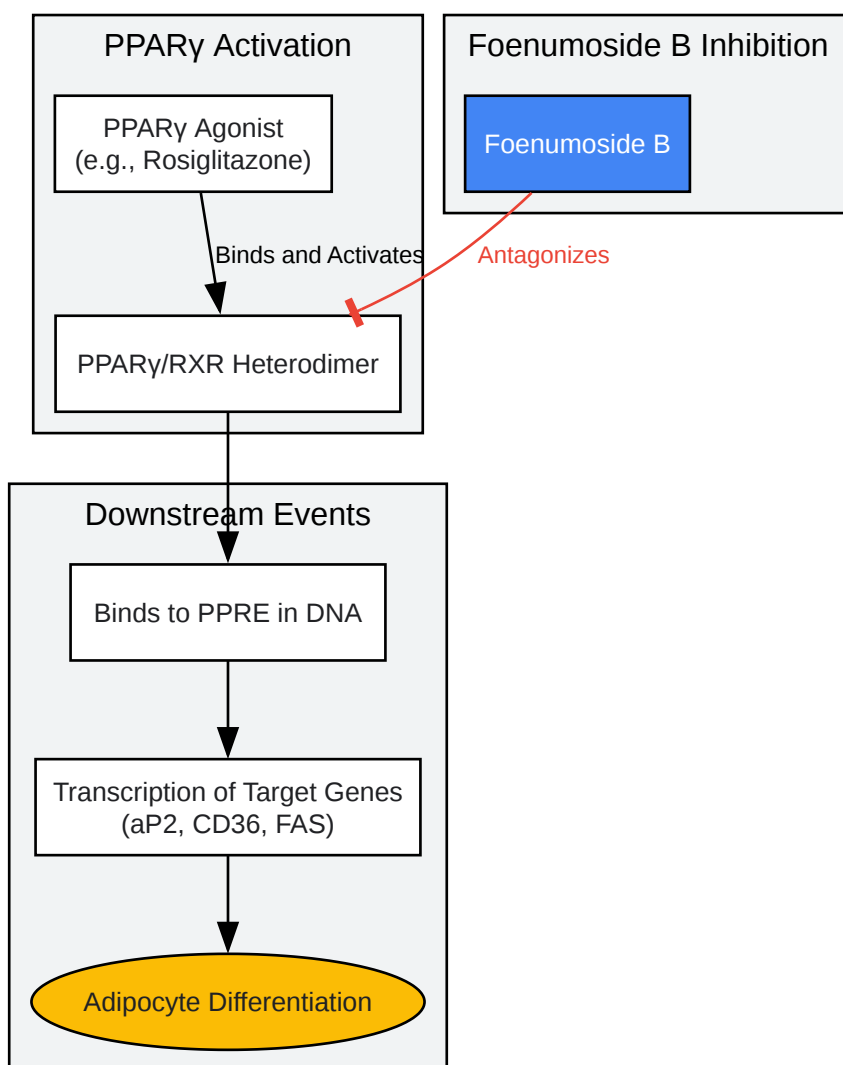 PPARγ Activation
Foenumoside B Inhibition
PPARγ Agonist
(e.g., Rosiglitazone)
Foenumoside B
Binds and Activates
Antagonizes
PPARγ/RXR Heterodimer
Downstream Events
Binds to PPRE in DNA
Transcription of Target Genes
(aP2, CD36, FAS)
Adipocyte Differentiation